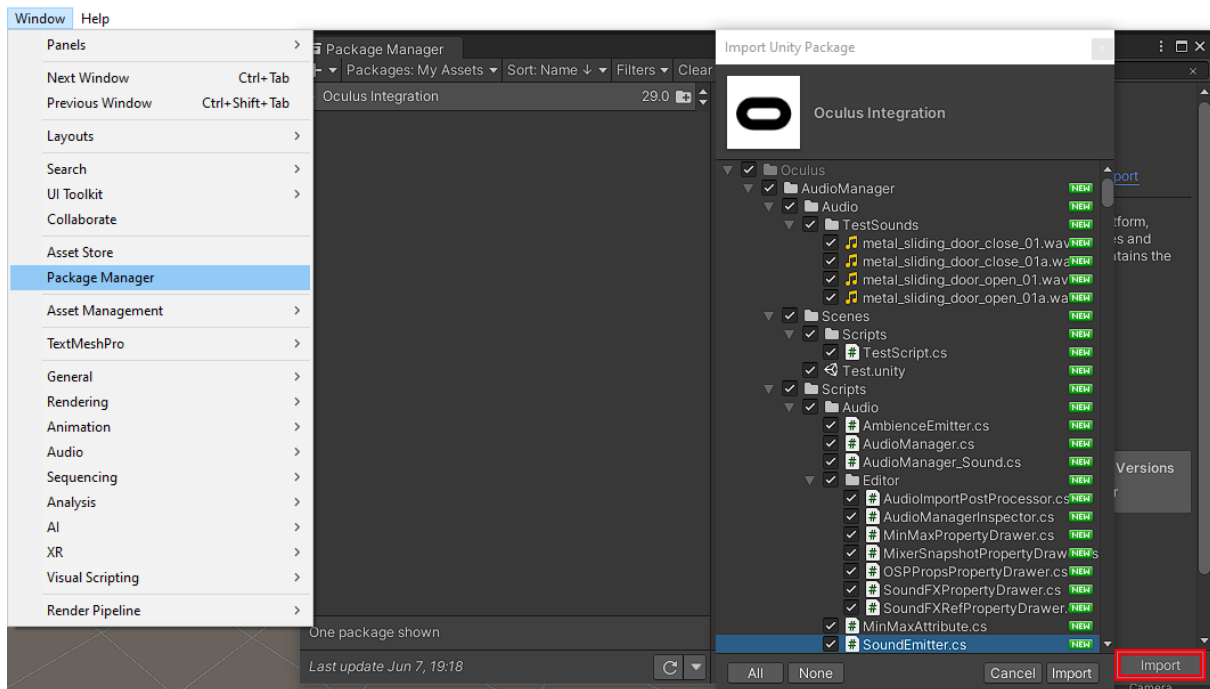 Window Help
Panels
Next Window Ctrl+Tab
Previous Window Ctrl+Shift+Tab
Layouts
Search
UI Toolkit
Collaborate
Asset Store
Package Manager
Asset Management
TextMeshPro
General
Rendering
Animation
Audio
Sequencing
Analysis
AI
XR
Visual Scripting
Render Pipeline
Package Manager
Packages: My Assets Sort: Name ↓ Filters Clear
Oculus Integration 29.0
One package shown
Last update Jun 7, 19:18
Import Unity Package
Oculus Integration
Oculus
AudioManager NEW
Audio NEW
TestSounds NEW
metal_sliding_door_close_01.wav NEW
metal_sliding_door_close_01a.wa NEW
metal_sliding_door_open_01.wav NEW
metal_sliding_door_open_01a.wa NEW
Scenes NEW
Scripts NEW
TestScript.cs NEW
Test.unity NEW
Scripts NEW
Audio NEW
AmbienceEmitter.cs NEW
AudioManager.cs NEW
AudioManager_Sound.cs NEW
Editor NEW
AudioImportPostProcessor.cs NEW
AudioManagerInspector.cs NEW
MinMaxPropertyDrawer.cs NEW
MixerSnapshotPropertyDraw NEW s
OSPPropsPropertyDrawer.cs NEW
SoundFXPropertyDrawer.cs NEW
SoundFXRefPropertyDrawer. NEW
MinMaxAttribute.cs NEW
SoundEmitter.cs NEW
All None Cancel Import
port
tform,
es and
ntains the
Versions
r
Import
Camera